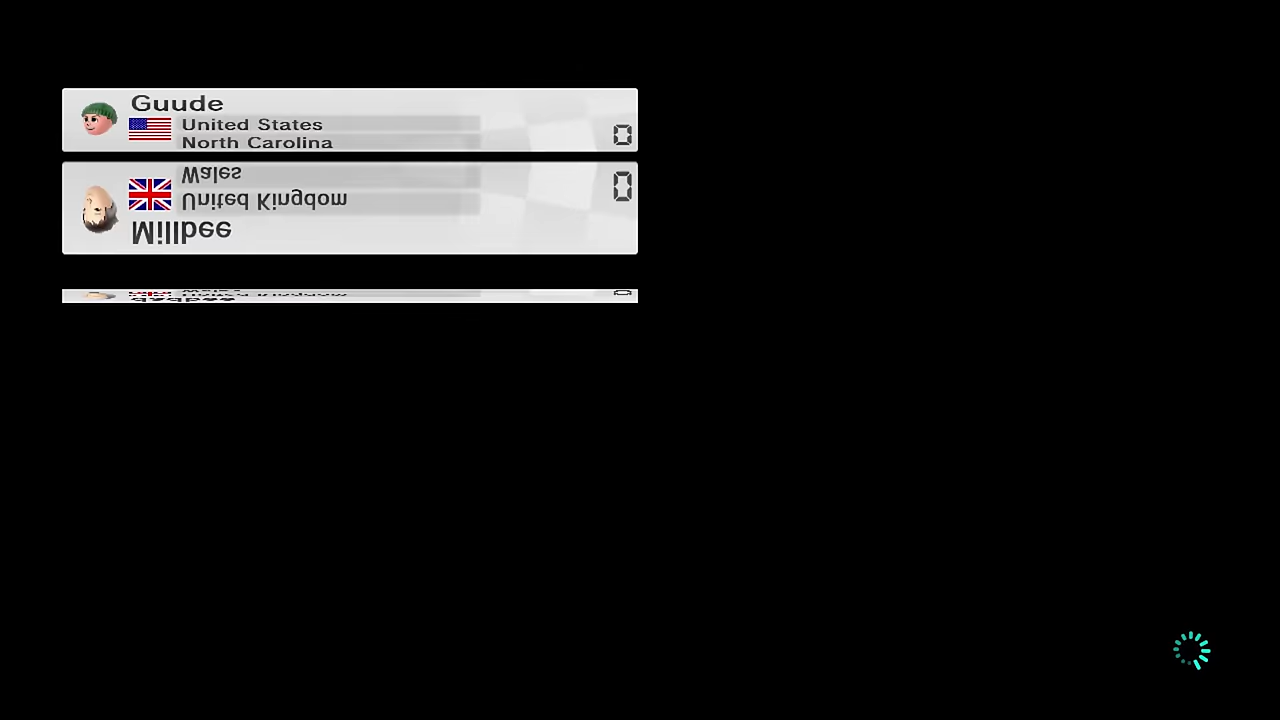 Guude
United States
North Carolina
0
Wales
United Kingdom
0
Millbee